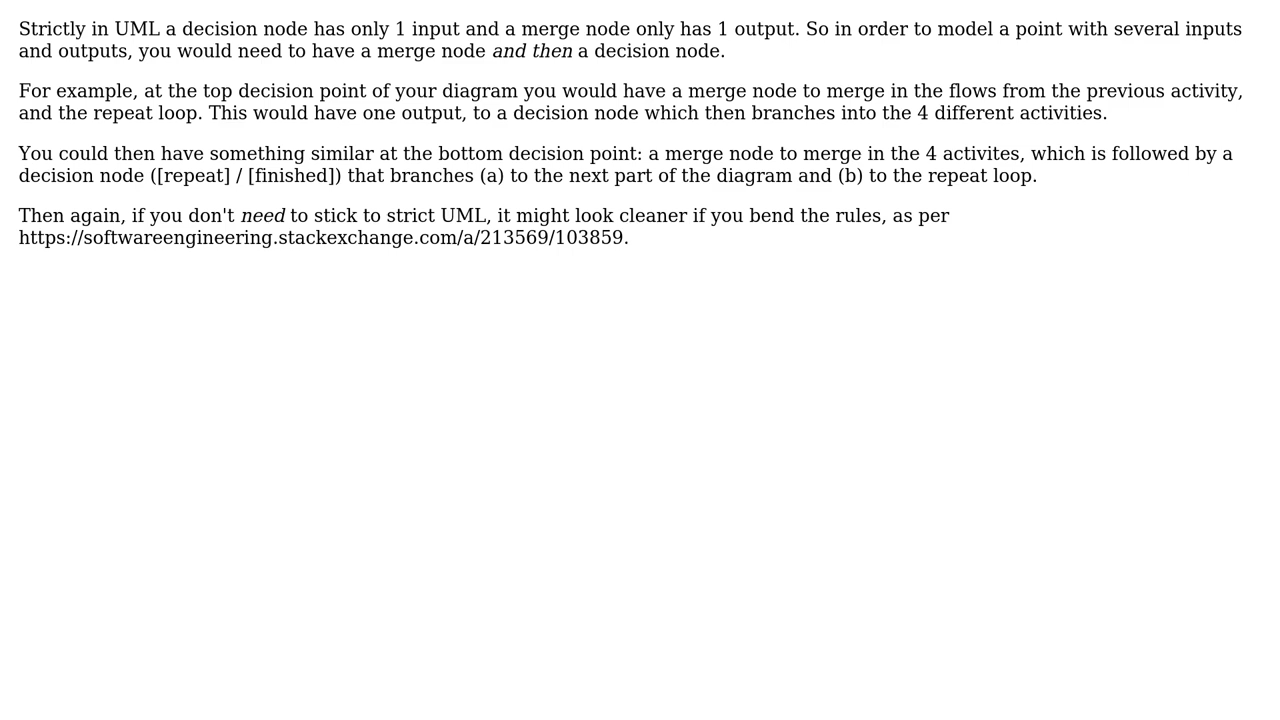 Strictly in UML a decision node has only 1 input and a merge node only has 1 output. So in order to model a point with several inputs
and outputs, you would need to have a merge node and then a decision node.
For example, at the top decision point of your diagram you would have a merge node to merge in the flows from the previous activity,
and the repeat loop. This would have one output, to a decision node which then branches into the 4 different activities.
You could then have something similar at the bottom decision point: a merge node to merge in the 4 activites, which is followed by a
decision node ([repeat] / [finished]) that branches (a) to the next part of the diagram and (b) to the repeat loop.
Then again, if you don't need to stick to strict UML, it might look cleaner if you bend the rules, as per
https://softwareengineering.stackexchange.com/a/213569/103859.